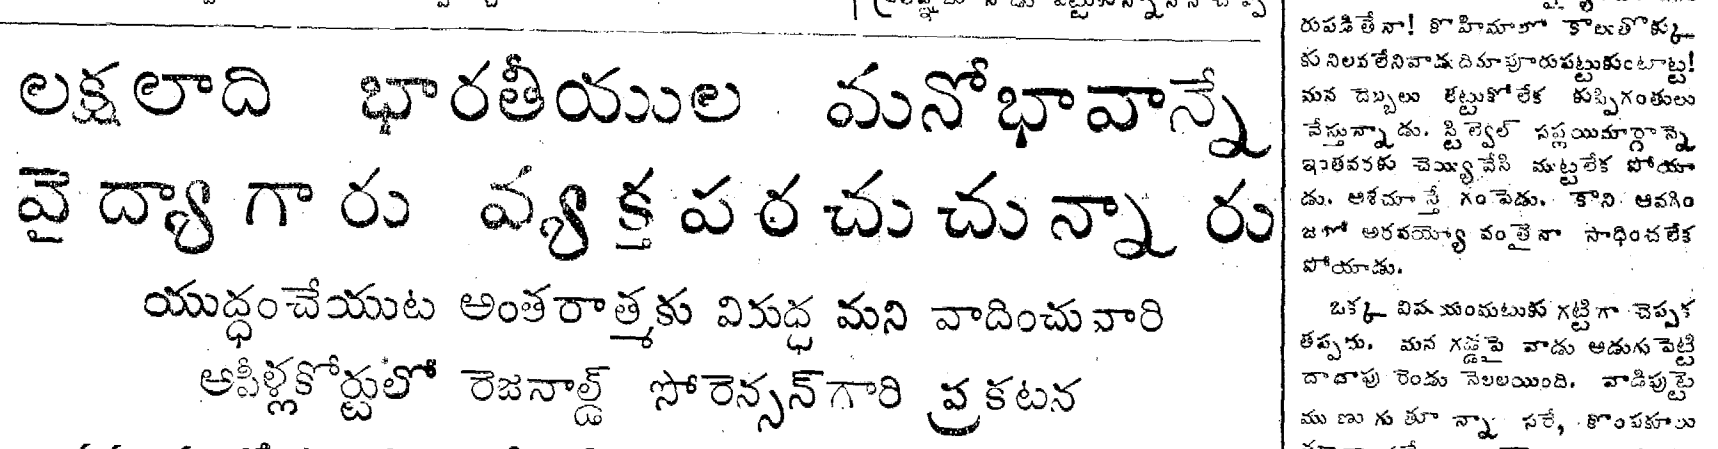 లక్షలాది భారతీయుల మనోభావాన్నే
వైద్యాగారు వ్యక్తపరచుచున్నారు
యుద్ధంచేయుట అంతరాత్మకు విరుద్ధ మని వాదించువారి
అపీళ్లకోర్టులో రెజనాల్డ్ సోరెన్సన్‌గారి ప్రకటన
రుపడితేనా! కొహిమాలో కాలుతొక్కు
కునిలవలేనివాడు దిమాపూరుపట్టుకుంటాట్ట!
మన దెబ్బలు తట్టుకోలేక కుప్పిగంతులు
వేస్తున్నాడు. స్టిల్వెల్ సప్లయిమార్గాన్నె
ఇంతవరకు చెయ్యివేసి ముట్టలేక పోయా
డు. ఆశచూస్తే గంపెడు. కాని ఆవగిం
జలో అరవయ్యో వంతైనా సాధించలేక
పోయాడు.
ఒక్క విషయంమటుకు గట్టిగా చెప్పక
తప్పదు. మన గడ్డపై వాడు అడుగు పెట్టి
దాదాపు రెండు నెలలయింది. వాడిపుట్టె
ముణుగుతూన్నా సరే, కొంపకూలు